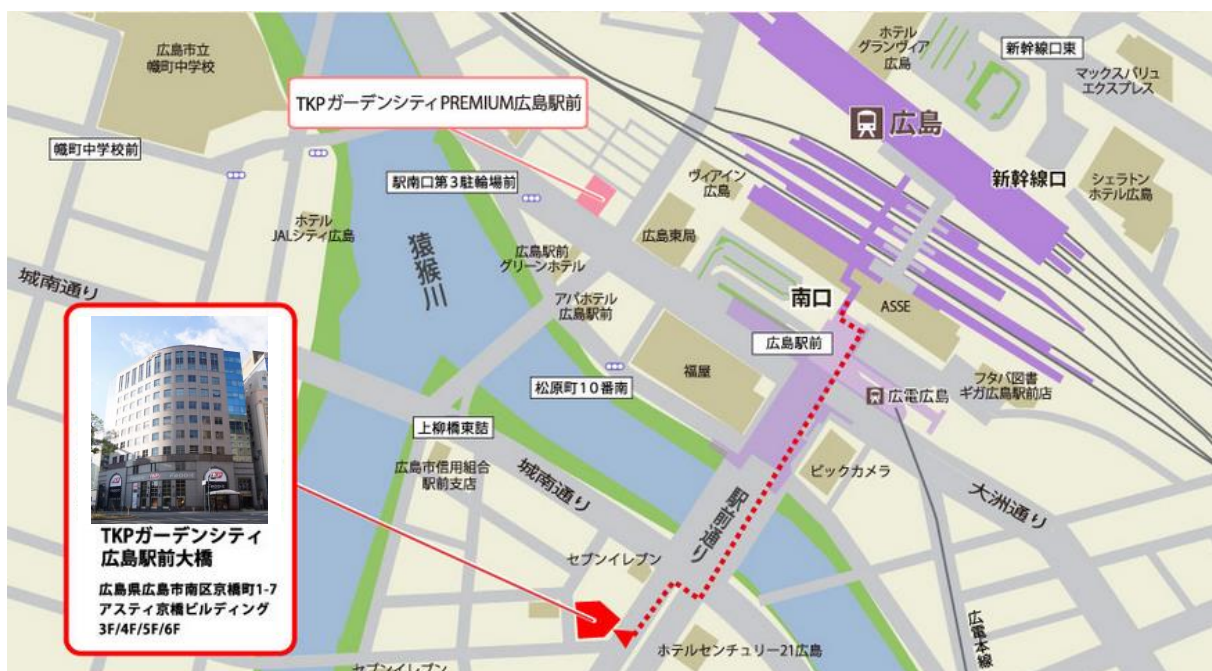 広島市立
幟町中学校
TKPガーデンシティPREMIUM広島駅前
ホテル
グランヴィア
広島
新幹線口東
マックスバリュ
エクスプレス
広島
幟町中学校前
駅南口第3駐輪場前
ヴィアイン
広島
新幹線口
シェラトン
ホテル広島
ホテル
JALシティ広島
猿猴川
広島駅前
グリーンホテル
広島東局
城南通り
アパホテル
広島駅前
南口
ASSE
広島駅前
福屋
松原町10番南
広電広島
フタバ図書
ギガ広島駅前店
上柳橋東詰
広島市信用組合
駅前支店
城南通り
駅前通り
ビックカメラ
大洲通り
TKPガーデンシティ
広島駅前大橋
広島県広島市南区京橋町1-7
アスティ京橋ビルディング
3F/4F/5F/6F
セブンイレブン
ホテルセンチュリー21広島
広電本線
セブンイレブン